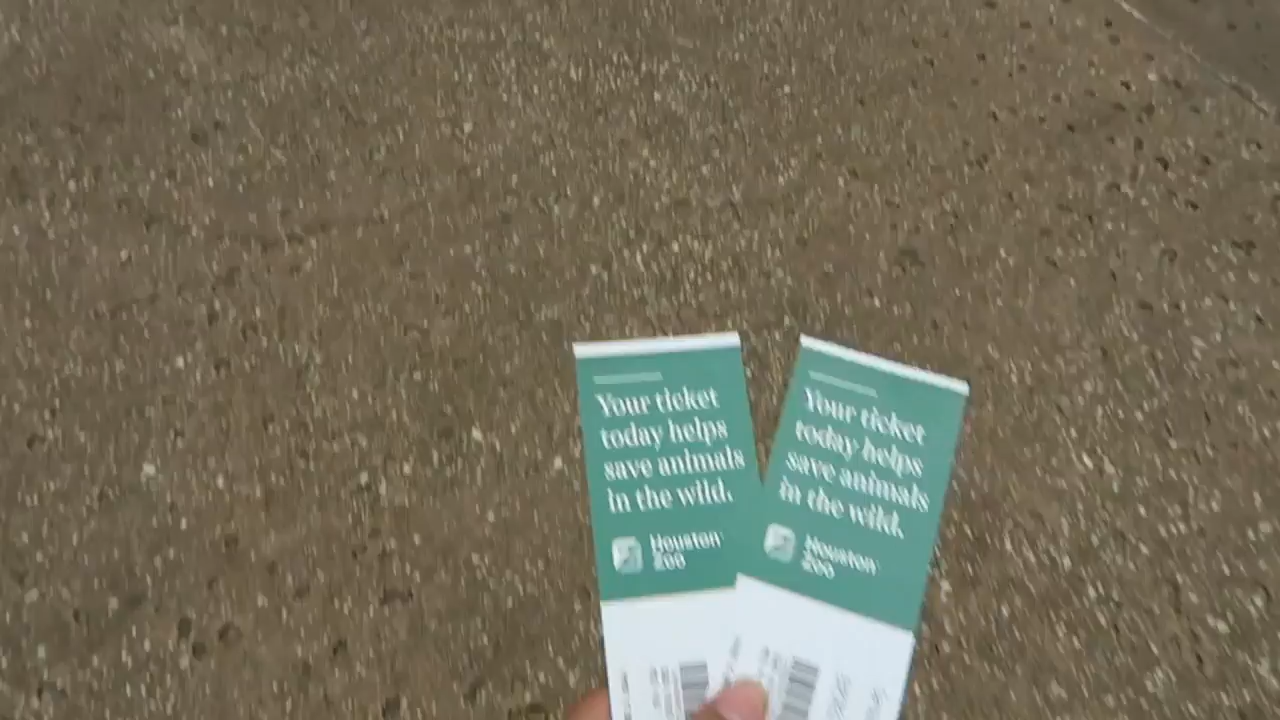 Your ticket
today helps
save animals
in the wild.
Houston
Zoo
Your ticket
today helps
save animals
in the wild.
Houston
Zoo